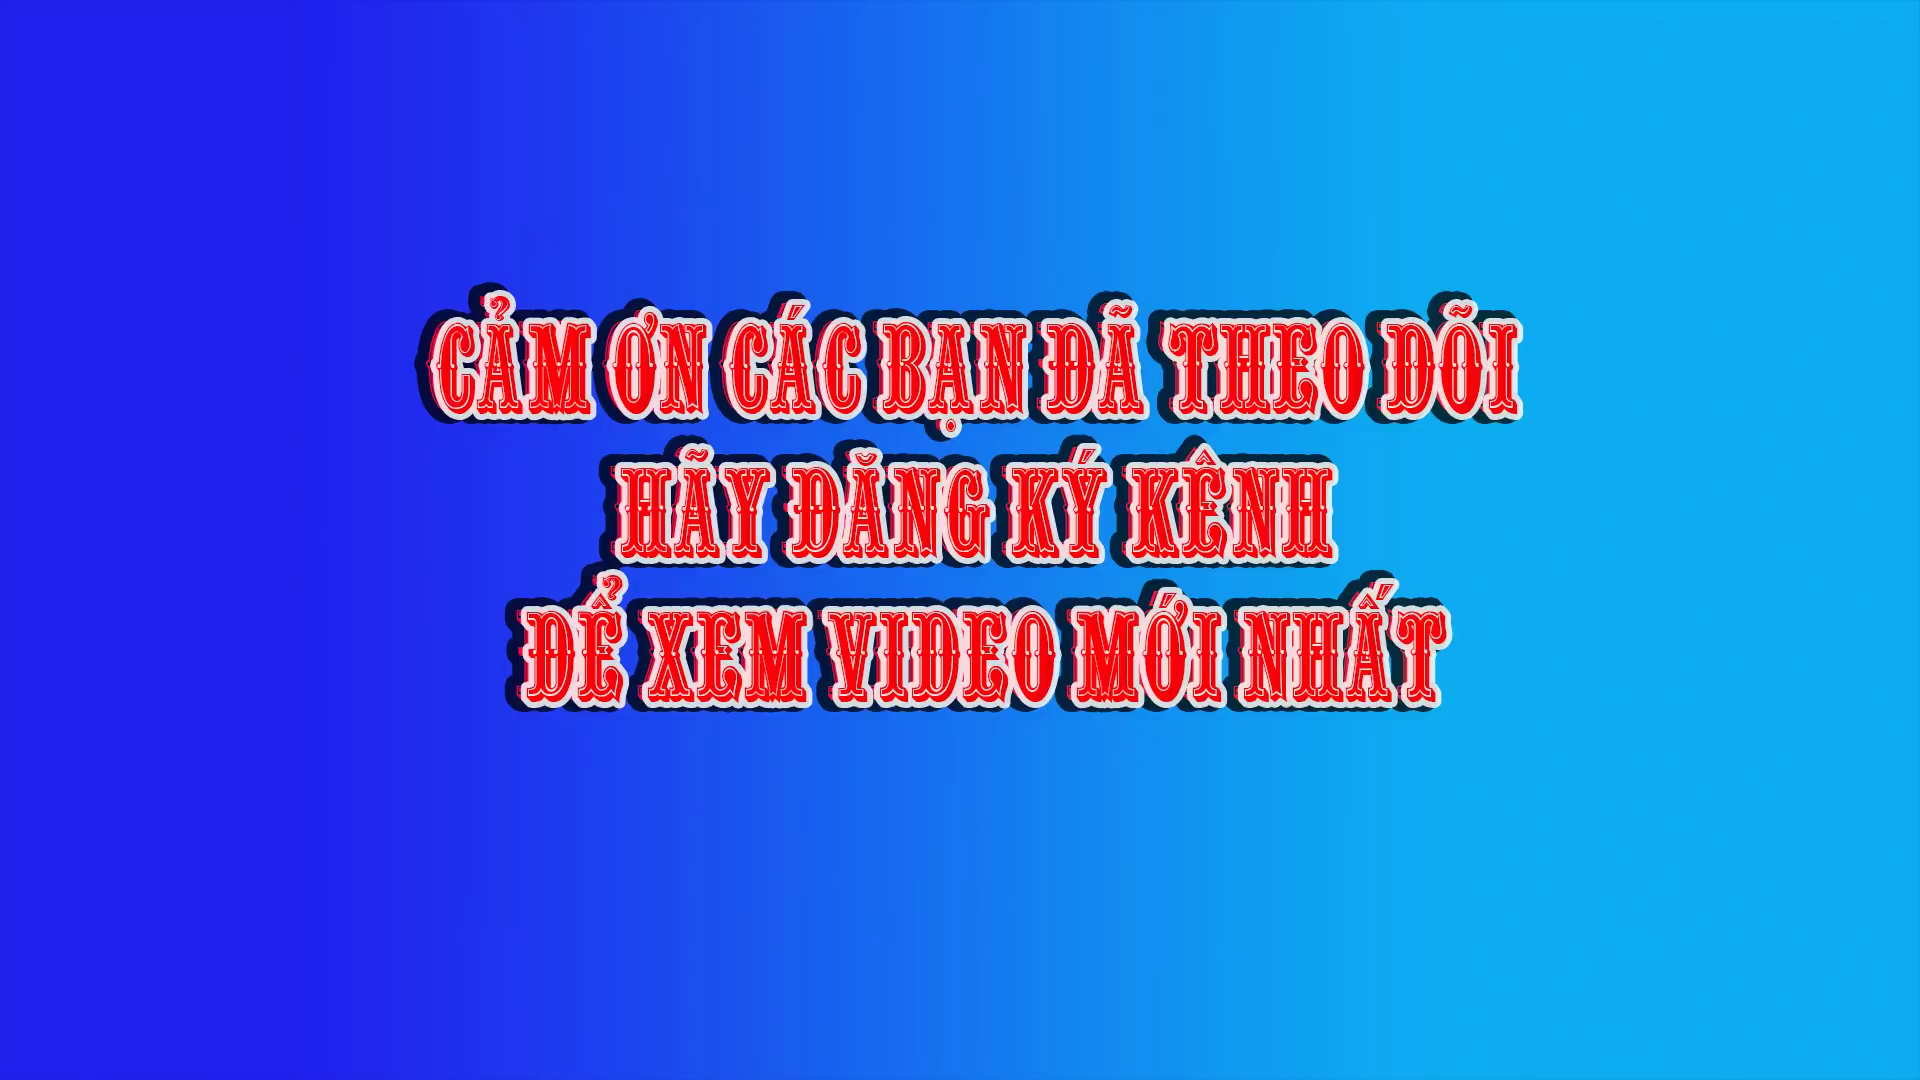 CẢM ƠN CÁC BẠN ĐÃ THEO DÕI
HÃY ĐĂNG KÝ KÊNH
ĐỂ XEM VIDEO MỚI NHẤT